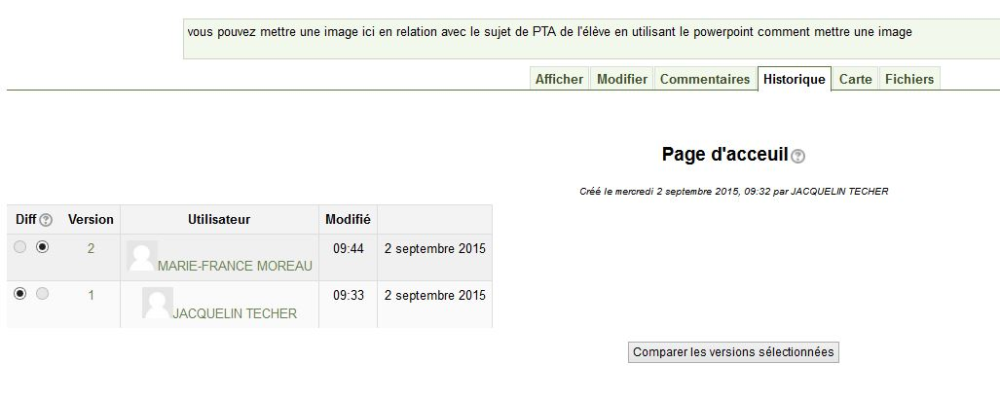 vous pouvez mettre une image ici en relation avec le sujet de PTA de l'élève en utilisant le powerpoint comment mettre une image
Afficher Modifier Commentaires Historique Carte Fichiers
Page d'acceuil
Créé le mercredi 2 septembre 2015, 09:32 par JACQUELIN TECHER
Diff Version Utilisateur Modifié
2 MARIE-FRANCE MOREAU 09:44 2 septembre 2015
1 JACQUELIN TECHER 09:33 2 septembre 2015
Comparer les versions sélectionnées